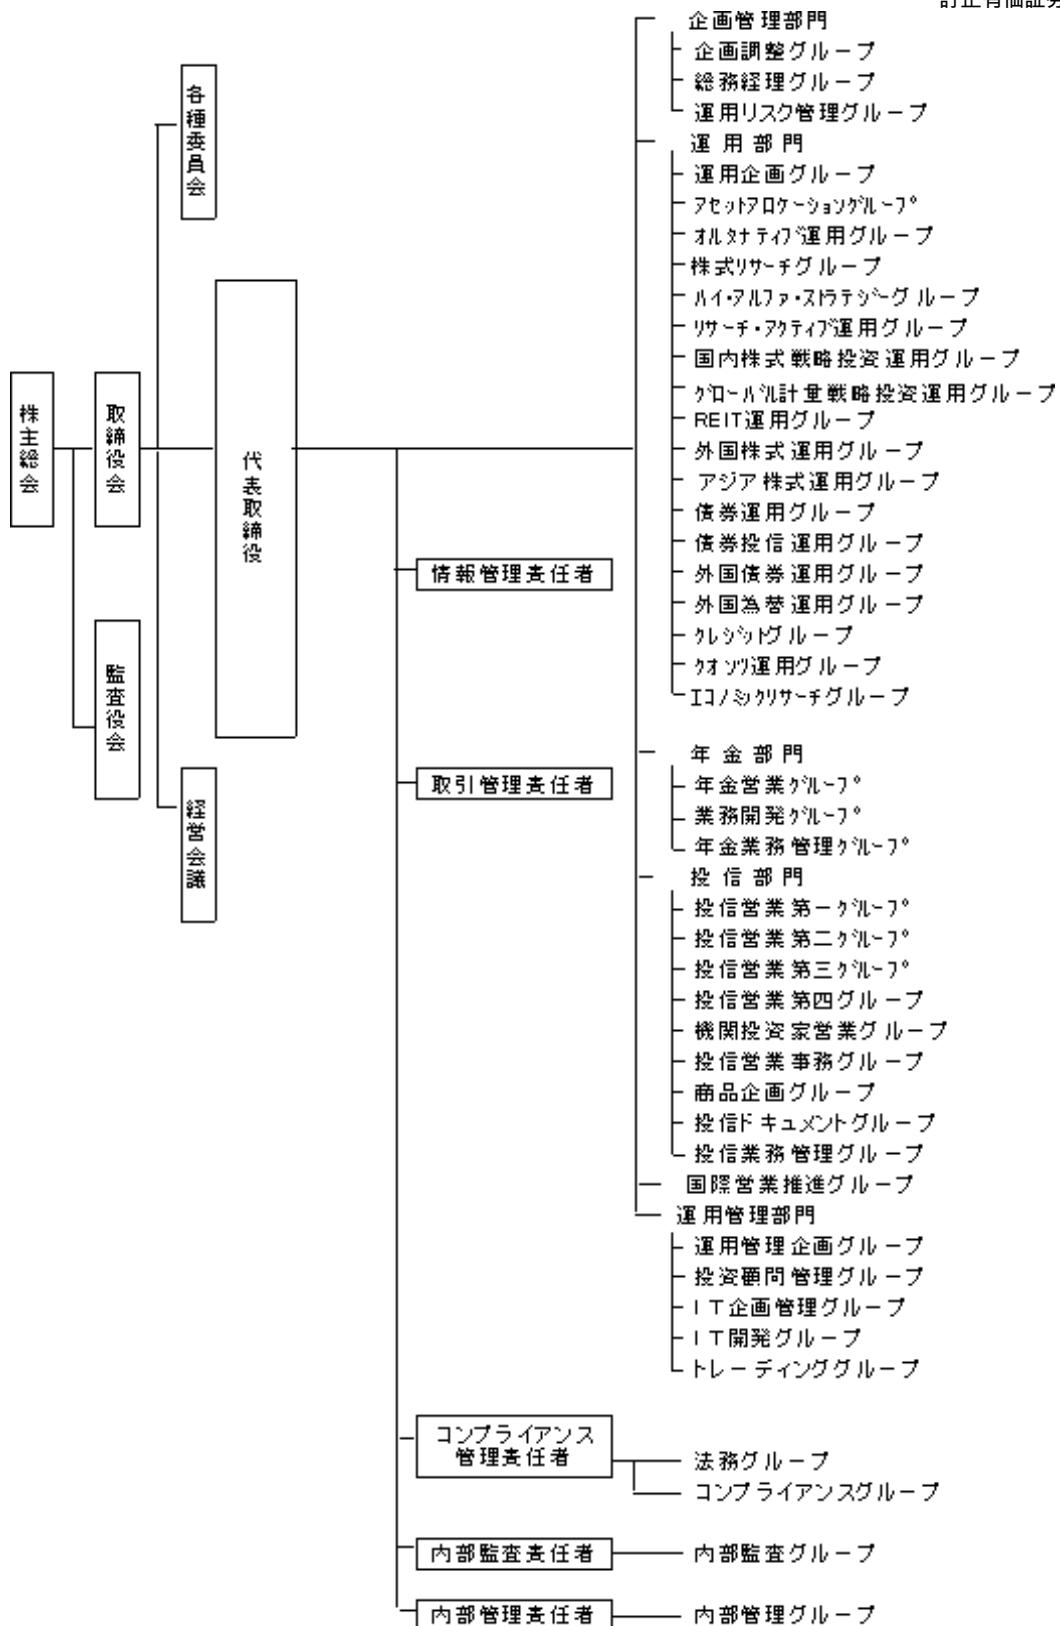 企画管理部門
企画調整グループ
総務経理グループ
運用リスク管理グループ
運用部門
運用企画グループ
ｱｾｯﾄｱﾛｹｰｼｮﾝｸﾞﾙｰﾌﾟ
ｵﾙﾀﾅﾃｨﾌﾞ運用グループ
株式ﾘｻｰﾁグループ
ﾊｲ･ｱﾙﾌｧ･ｽﾄﾗﾃｼﾞｰグループ
ﾘｻｰﾁ･ｱｸﾃｨﾌﾞ運用グループ
国内株式戦略投資運用グループ
ｸﾞﾛｰﾊﾞﾙ計量戦略投資運用グループ
REIT運用グループ
外国株式運用グループ
アジア株式運用グループ
債券運用グループ
債券投信運用グループ
外国債券運用グループ
外国為替運用グループ
ｸﾚｼﾞｯﾄグループ
ｸｵﾝﾂ運用グループ
ｴｺﾉﾐｯｸﾘｻｰﾁグループ
年金部門
年金営業ｸﾞﾙｰﾌﾟ
業務開発ｸﾞﾙｰﾌﾟ
年金業務管理ｸﾞﾙｰﾌﾟ
投信部門
投信営業第一ｸﾞﾙｰﾌﾟ
投信営業第二ｸﾞﾙｰﾌﾟ
投信営業第三ｸﾞﾙｰﾌﾟ
投信営業第四グループ
機関投資家営業グループ
投信営業事務グループ
商品企画グループ
投信ドキュメントグループ
投信業務管理グループ
国際営業推進グループ
運用管理部門
運用管理企画グループ
投資顧問管理グループ
ＩＴ企画管理グループ
ＩＴ開発グループ
トレーディンググループ
株主総会
取締役会
監査役会
各種委員会
経営会議
代表取締役
情報管理責任者
取引管理責任者
コンプライアンス
管理責任者
法務グループ
コンプライアンスグループ
内部監査責任者
内部監査グループ
内部管理責任者
内部管理グループ